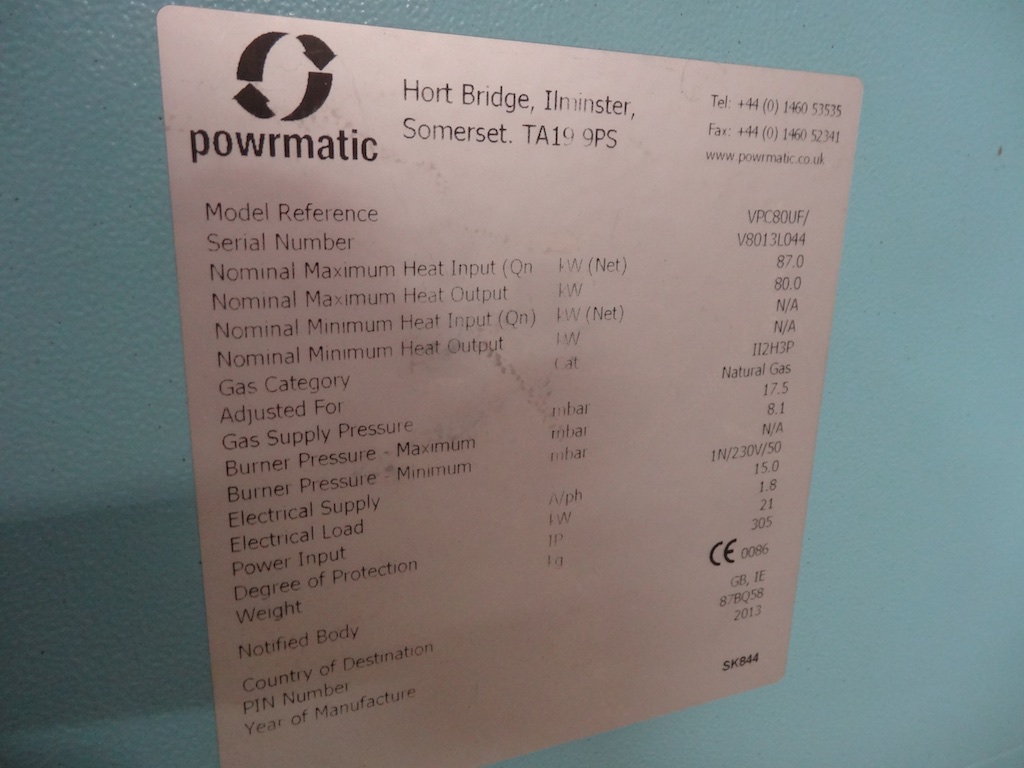 powrmatic
Hort Bridge, Ilminster,
Somerset. TA19 9PS
Tel: +44 (0) 1460 53535
Fax: +44 (0) 1460 52341
www.powrmatic.co.uk
Model Reference VPC80UF/
Serial Number V8013L044
Nominal Maximum Heat Input (Qn kW (Net) 87.0
Nominal Maximum Heat Output kW 80.0
Nominal Minimum Heat Input (Qn) kW (Net) N/A
Nominal Minimum Heat Output kW N/A
Gas Category Cat II2H3P
Adjusted For Natural Gas
Gas Supply Pressure mbar 17.5
Burner Pressure - Maximum mbar 8.1
Burner Pressure - Minimum mbar N/A
Electrical Supply 1N/230V/50
Electrical Load A/ph 15.0
Power Input kW 1.8
Degree of Protection IP 21
Weight kg 305
Notified Body CE 0086
Country of Destination GB, IE
PIN Number 87BQ58
Year of Manufacture 2013
SK844